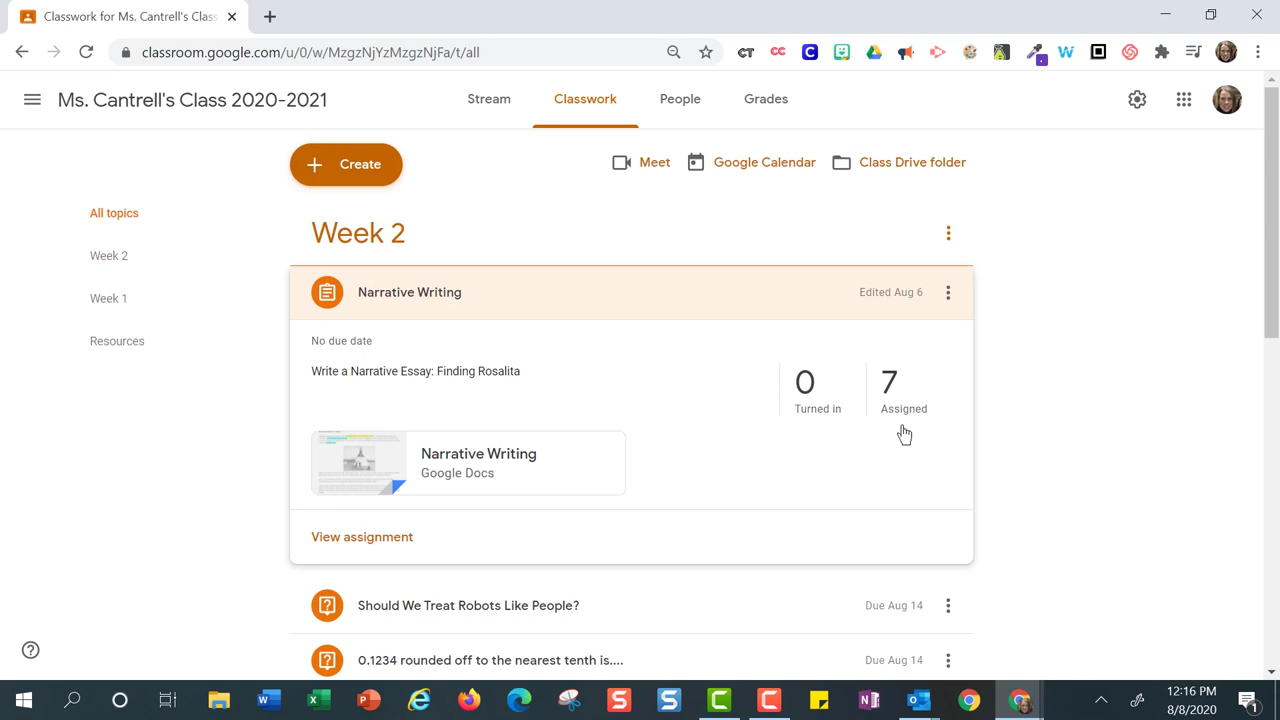 Classwork for Ms. Cantrell's Class
classroom.google.com/u/0/w/MzgzNjYzMzgzNjFa/t/all
Ms. Cantrell's Class 2020-2021
Stream
Classwork
People
Grades
Create
Meet
Google Calendar
Class Drive folder
All topics
Week 2
Week 1
Resources
Week 2
Narrative Writing
Edited Aug 6
No due date
Write a Narrative Essay: Finding Rosalita
0
Turned in
7
Assigned
Narrative Writing
Google Docs
View assignment
Should We Treat Robots Like People?
Due Aug 14
0.1234 rounded off to the nearest tenth is....
Due Aug 14
12:16 PM
8/8/2020